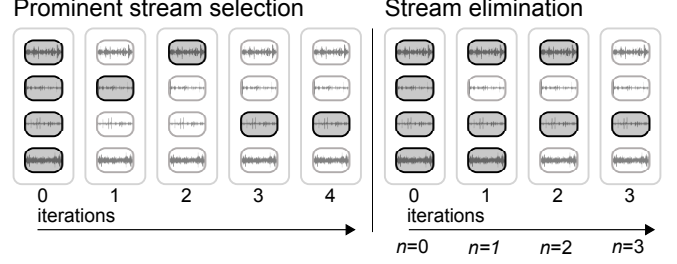 Prominent stream selection
Stream elimination
0 1 2 3 4
iterations
0 1 2 3
iterations
n=0 n=1 n=2 n=3